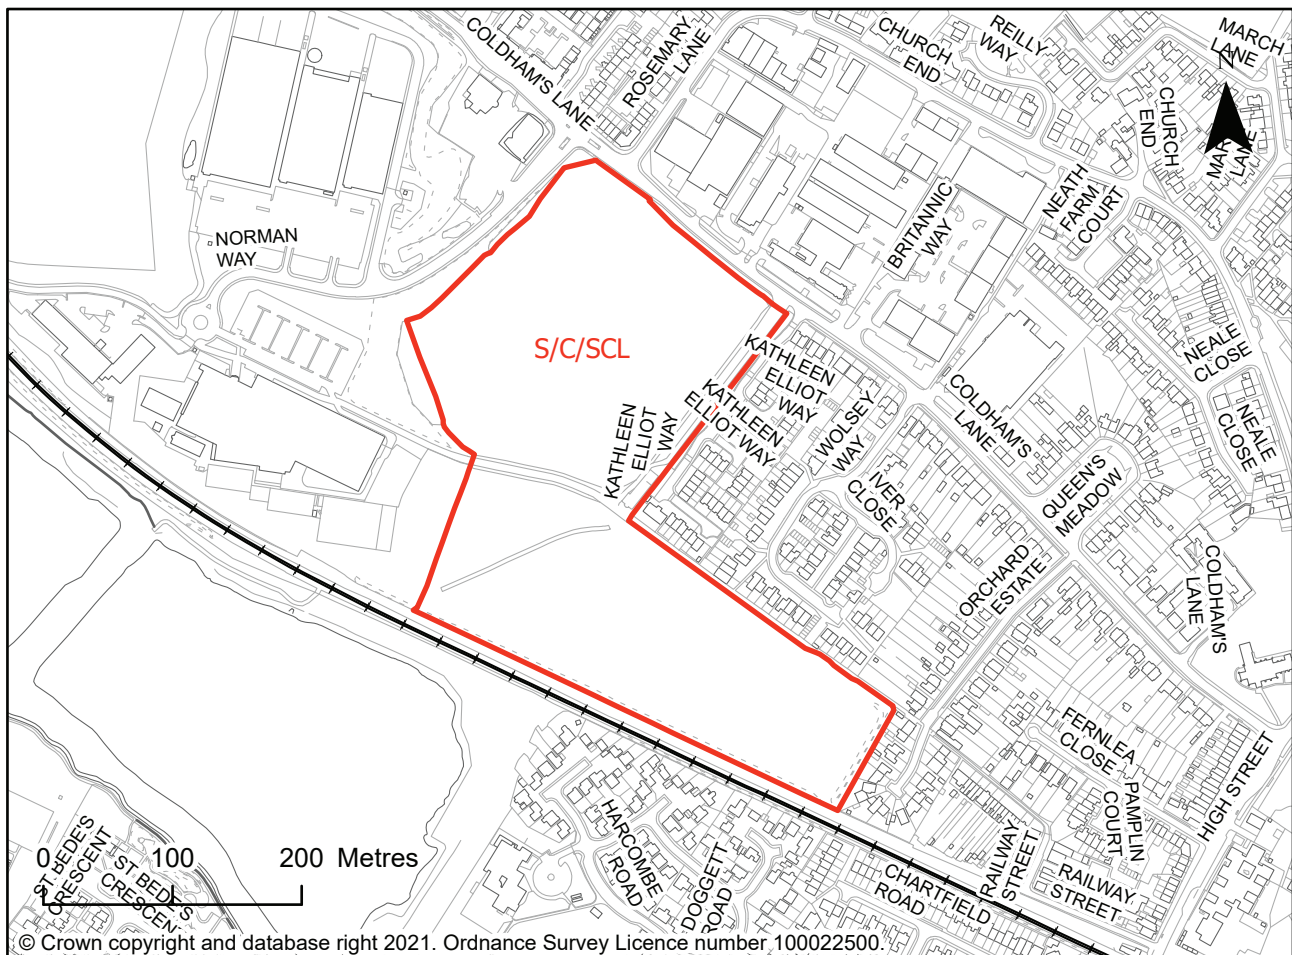 COLDHAM'S LANE
ROSEMARY
LANE
CHURCH
END
REILLY
WAY
MARCH
LANE
N
CHURCH
END
MARCH
LANE
NEATH
FARM
COURT
BRITANNIC
WAY
NORMAN
WAY
S/C/SCL
KATHLEEN
ELLIOT
WAY
KATHLEEN
ELLIOT WAY
KATHLEEN
ELLIOT
WAY
WOLSEY
WAY
IVER
CLOSE
COLDHAM'S
LANE
NEALE
CLOSE
NEALE
CLOSE
QUEEN'S
MEADOW
ORCHARD
ESTATE
COLDHAM'S
LANE
FERNLEA
CLOSE
PAMPLIN
COURT
HIGH STREET
RAILWAY
STREET
RAILWAY
STREET
CHARTFIELD
ROAD
DOGGETT
ROAD
HARCOMBE
ROAD
ST. BEDE'S
CRESCENT
ST. BEDE'S
CRESCENT
0 100 200 Metres
© Crown copyright and database right 2021. Ordnance Survey Licence number 100022500.